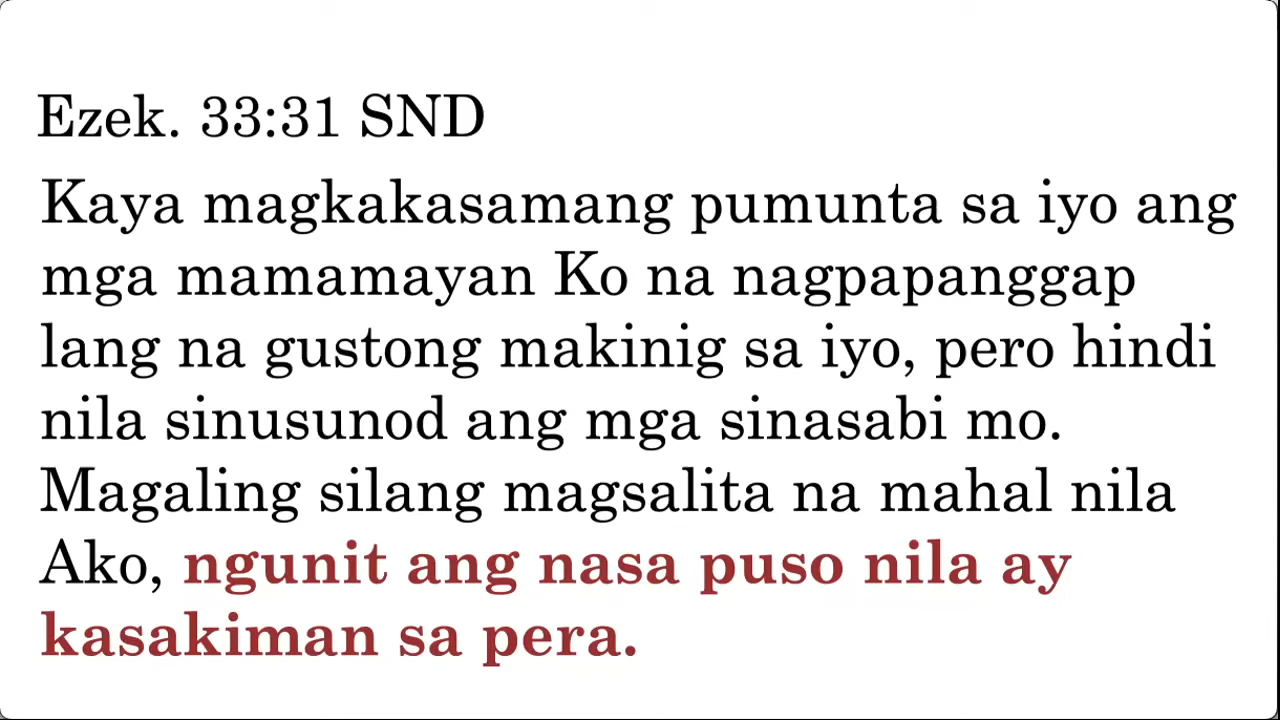 Ezek. 33:31 SND
Kaya magkakasamang pumunta sa iyo ang
mga mamamayan Ko na nagpapanggap
lang na gustong makinig sa iyo, pero hindi
nila sinusunod ang mga sinasabi mo.
Magaling silang magsalita na mahal nila
Ako, ngunit ang nasa puso nila ay
kasakiman sa pera.